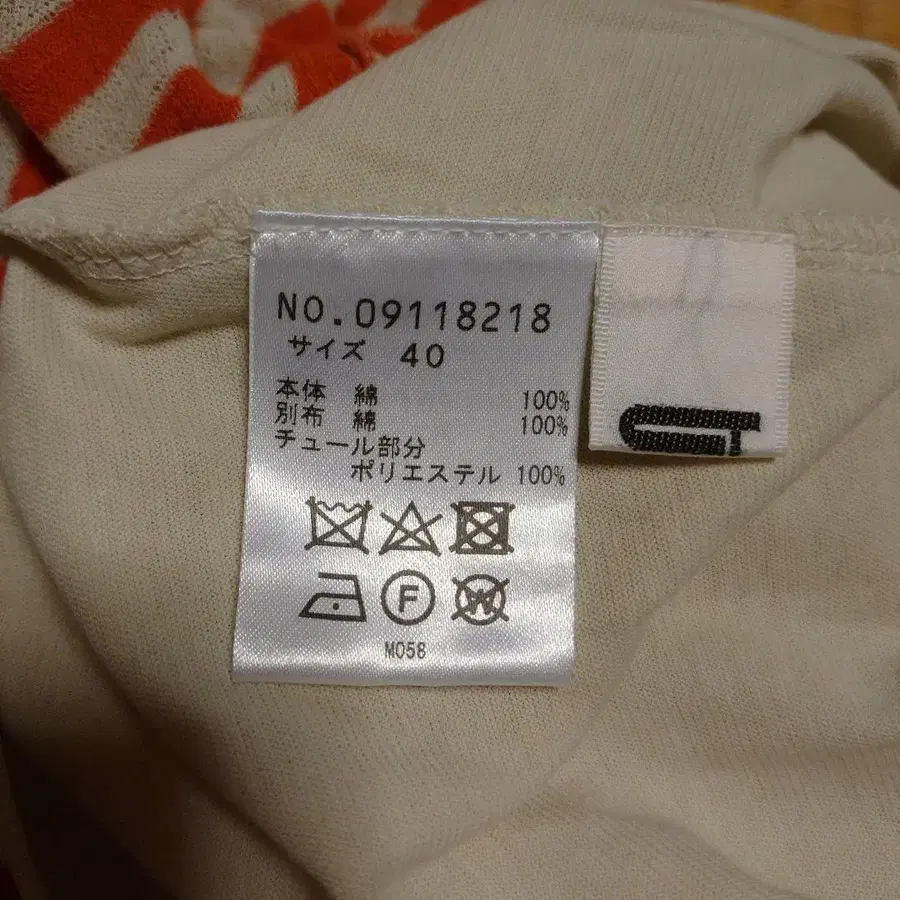 NO.09118218
サイズ 40
本体 綿 100%
別布 綿 100%
チュール部分
ポリエステル 100%
F
W
M058